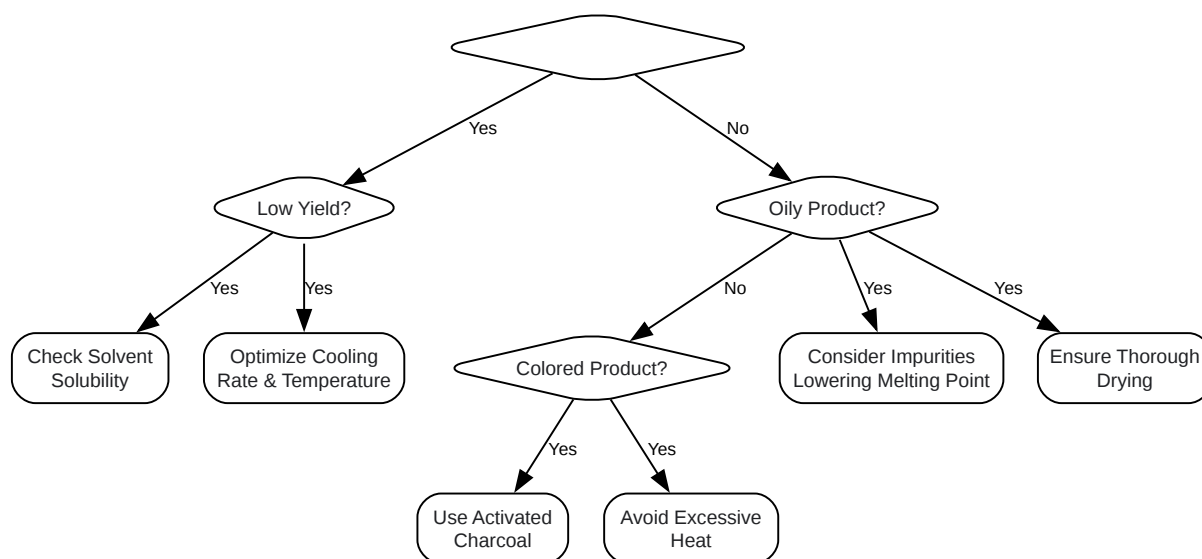 Yes
No
Low Yield?
Oily Product?
Yes
Yes
No
Yes
Yes
Check Solvent
Solubility
Optimize Cooling
Rate & Temperature
Colored Product?
Consider Impurities
Lowering Melting Point
Ensure Thorough
Drying
Yes
Yes
Use Activated
Charcoal
Avoid Excessive
Heat